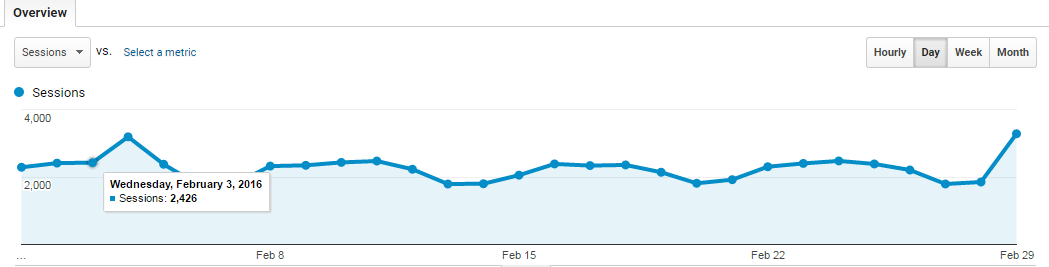 Overview
Sessions vs. Select a metric Hourly Day Week Month
Sessions
4,000
2,000
Wednesday, February 3, 2016
Sessions: 2,426
... Feb 8 Feb 15 Feb 22 Feb 29